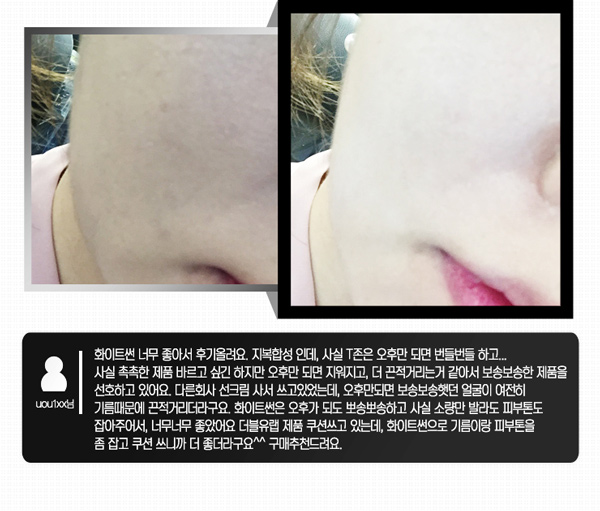 화이트썬 너무 좋아서 후기올려요. 지복합성 인데, 사실 T존은 오후만 되면 번들번들 하고...
사실 촉촉한 제품 바르고 싶긴 하지만 오후만 되면 지워지고, 더 끈적거리는거 같아서 보송보송한 제품을
선호하고 있어요. 다른회사 선크림 사서 쓰고있었는데, 오후만되면 보송보송햇던 얼굴이 여전히
기름때문에 끈적거리더라구요. 화이트썬은 오후가 되도 뽀송뽀송하고 사실 소량만 발라도 피부톤도
잡아주어서, 너무너무 좋았어요 더블유랩 제품 쿠션쓰고 있는데, 화이트썬으로 기름이랑 피부톤을
좀 잡고 쿠션 쓰니까 더 좋더라구요^^ 구매추천드려요.